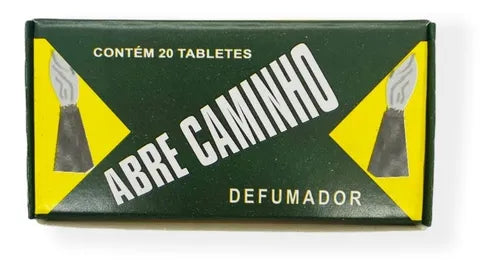 CONTÉM 20 TABLETES
ABRE CAMINHO
DEFUMADOR